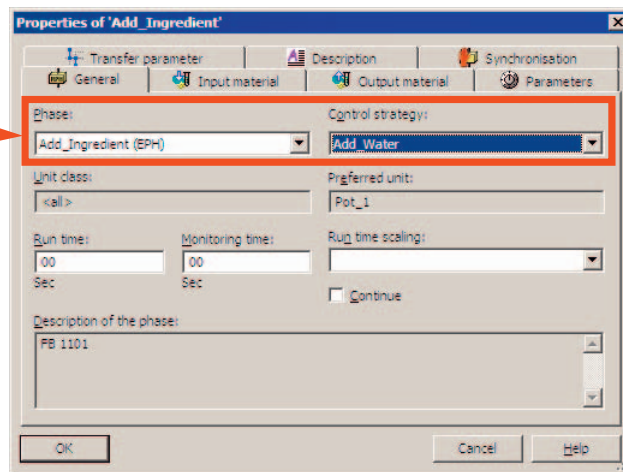 Properties of 'Add_Ingredient'
Transfer parameter Description Synchronisation
General Input material Output material Parameters
Phase: Control strategy:
Add_Ingredient (EPH) Add_Water
Unit class: Preferred unit:
<all> Pot_1
Run time: Monitoring time: Run time scaling:
00 00
Sec Sec
Continue
Description of the phase:
FB 1101
OK Cancel Help